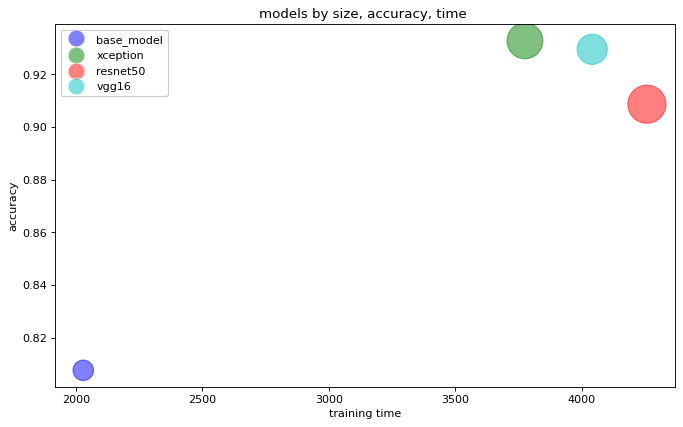 models by size, accuracy, time
base_model
xception
resnet50
vgg16
accuracy
0.92
0.90
0.88
0.86
0.84
0.82
2000 2500 3000 3500 4000
training time